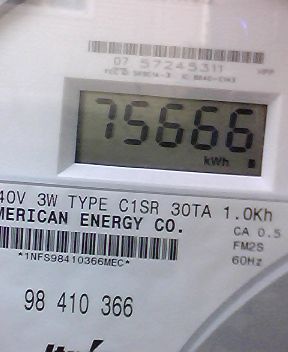 07 57245311
75666
kWh
40V 3W TYPE C1SR 30TA 1.0Kh
MERICAN ENERGY CO.
CA 0.5
FM2S
60Hz
*1NFS98410366MEC*
98 410 366